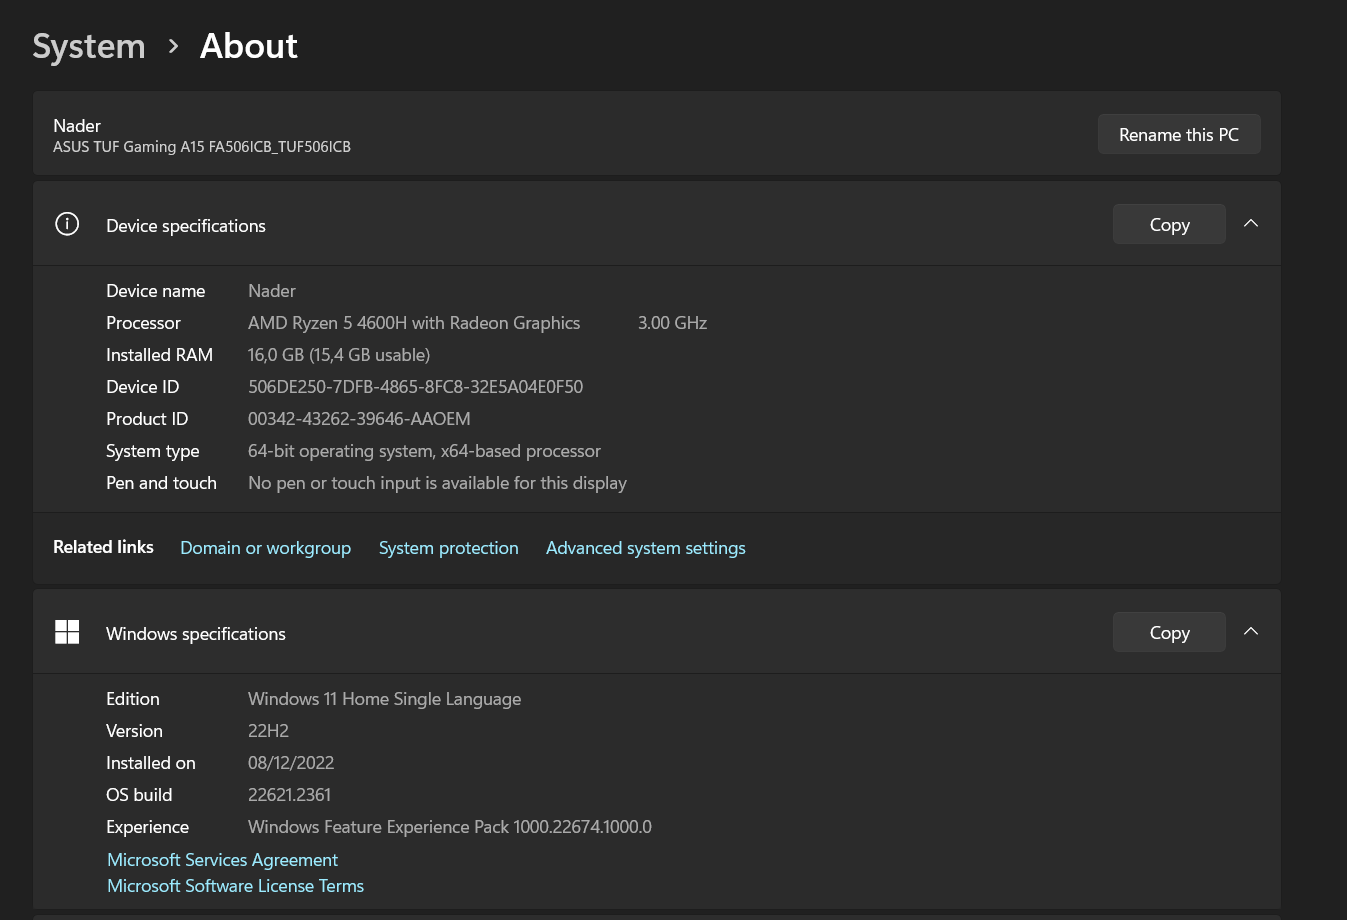 System > About
Nader
ASUS TUF Gaming A15 FA506ICB_TUF506ICB
Rename this PC
Device specifications
Copy
Device name Nader
Processor AMD Ryzen 5 4600H with Radeon Graphics 3.00 GHz
Installed RAM 16,0 GB (15,4 GB usable)
Device ID 506DE250-7DFB-4865-8FC8-32E5A04E0F50
Product ID 00342-43262-39646-AAOEM
System type 64-bit operating system, x64-based processor
Pen and touch No pen or touch input is available for this display
Related links Domain or workgroup System protection Advanced system settings
Windows specifications
Copy
Edition Windows 11 Home Single Language
Version 22H2
Installed on 08/12/2022
OS build 22621.2361
Experience Windows Feature Experience Pack 1000.22674.1000.0
Microsoft Services Agreement
Microsoft Software License Terms